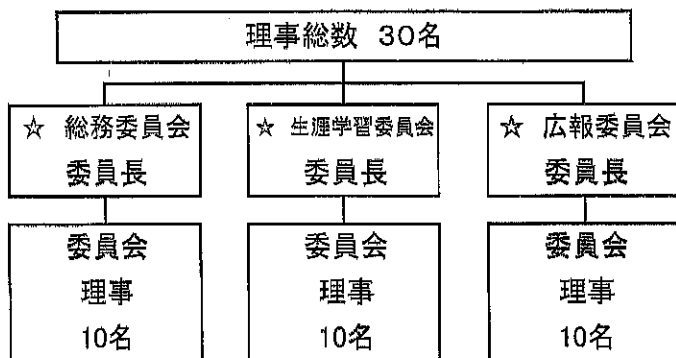 理事総数 30名
☆ 総務委員会
委員長
☆ 生涯学習委員会
委員長
☆ 広報委員会
委員長
委員会
理事
10名
委員会
理事
10名
委員会
理事
10名